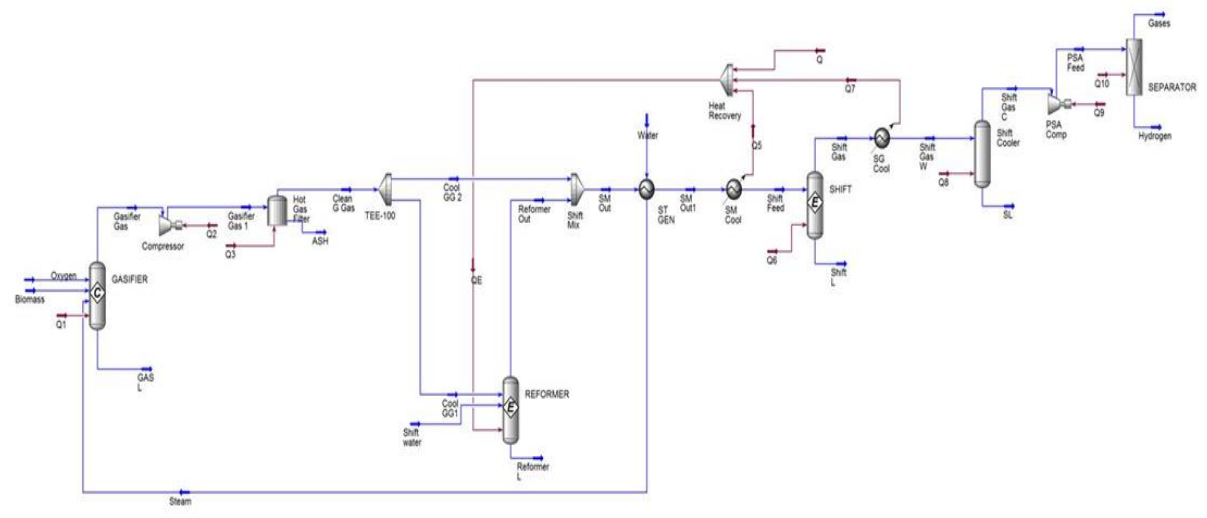 Gases
PSA
Feed
Q10
SEPARATOR
Hydrogen
Q
Q7
Heat
Recovery
Q5
Shift
Gas
C
PSA
Comp
Q9
Water
Shift
Gas
SG
Cool
Shift
Gas
W
Shift
Cooler
Q8
SL
Gasifier
Gas
Compressor
Q2
Gasifier
Gas 1
Q3
Hot
Gas
Filter
ASH
Clean
G Gas
TEE-100
Cool
GG 2
Reformer
Out
Shift
Mix
SM
Out
ST
GEN
SM
Out1
SM
Cool
Shift
Feed
SHIFT
E
Q6
Shift
L
Oxygen
Biomass
GASIFIER
C
Q1
GAS
L
QE
Cool
GG1
Shift
water
REFORMER
E
Reformer
L
Steam